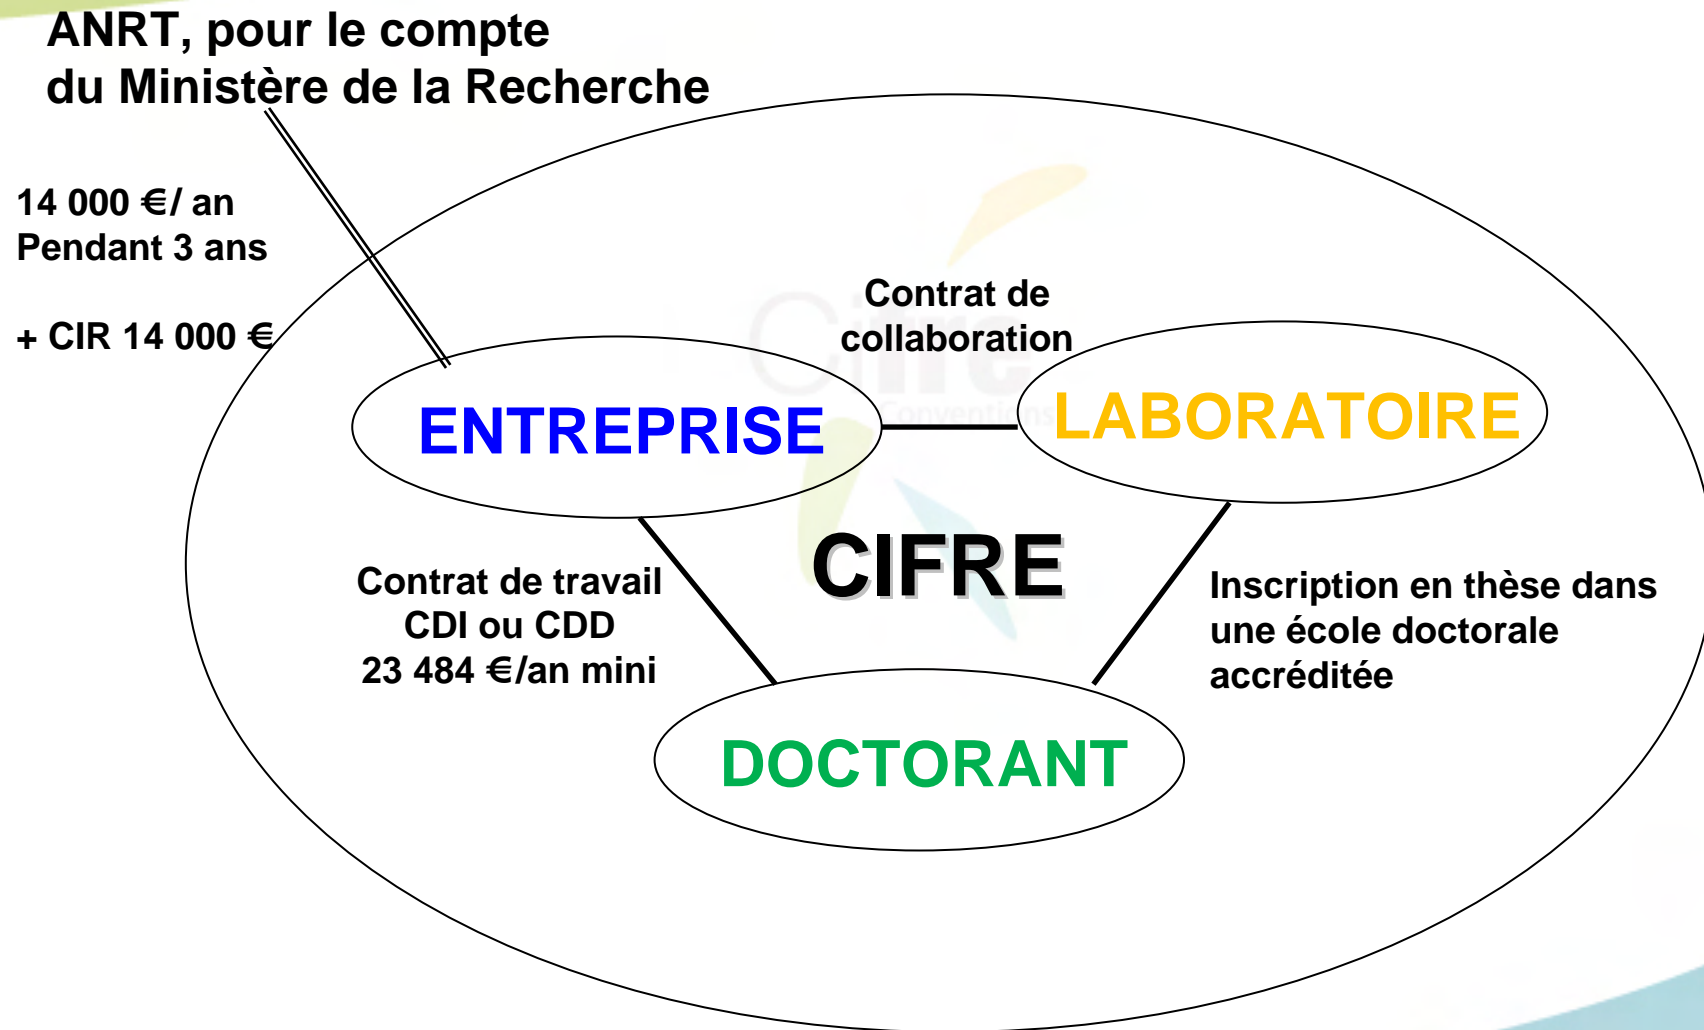 ANRT, pour le compte
du Ministère de la Recherche
14 000 €/ an
Pendant 3 ans
+ CIR 14 000 €
Contrat de
collaboration
Cifre
Conventions
ENTREPRISE
LABORATOIRE
CIFRE
Contrat de travail
CDI ou CDD
23 484 €/an mini
Inscription en thèse dans
une école doctorale
accréditée
DOCTORANT